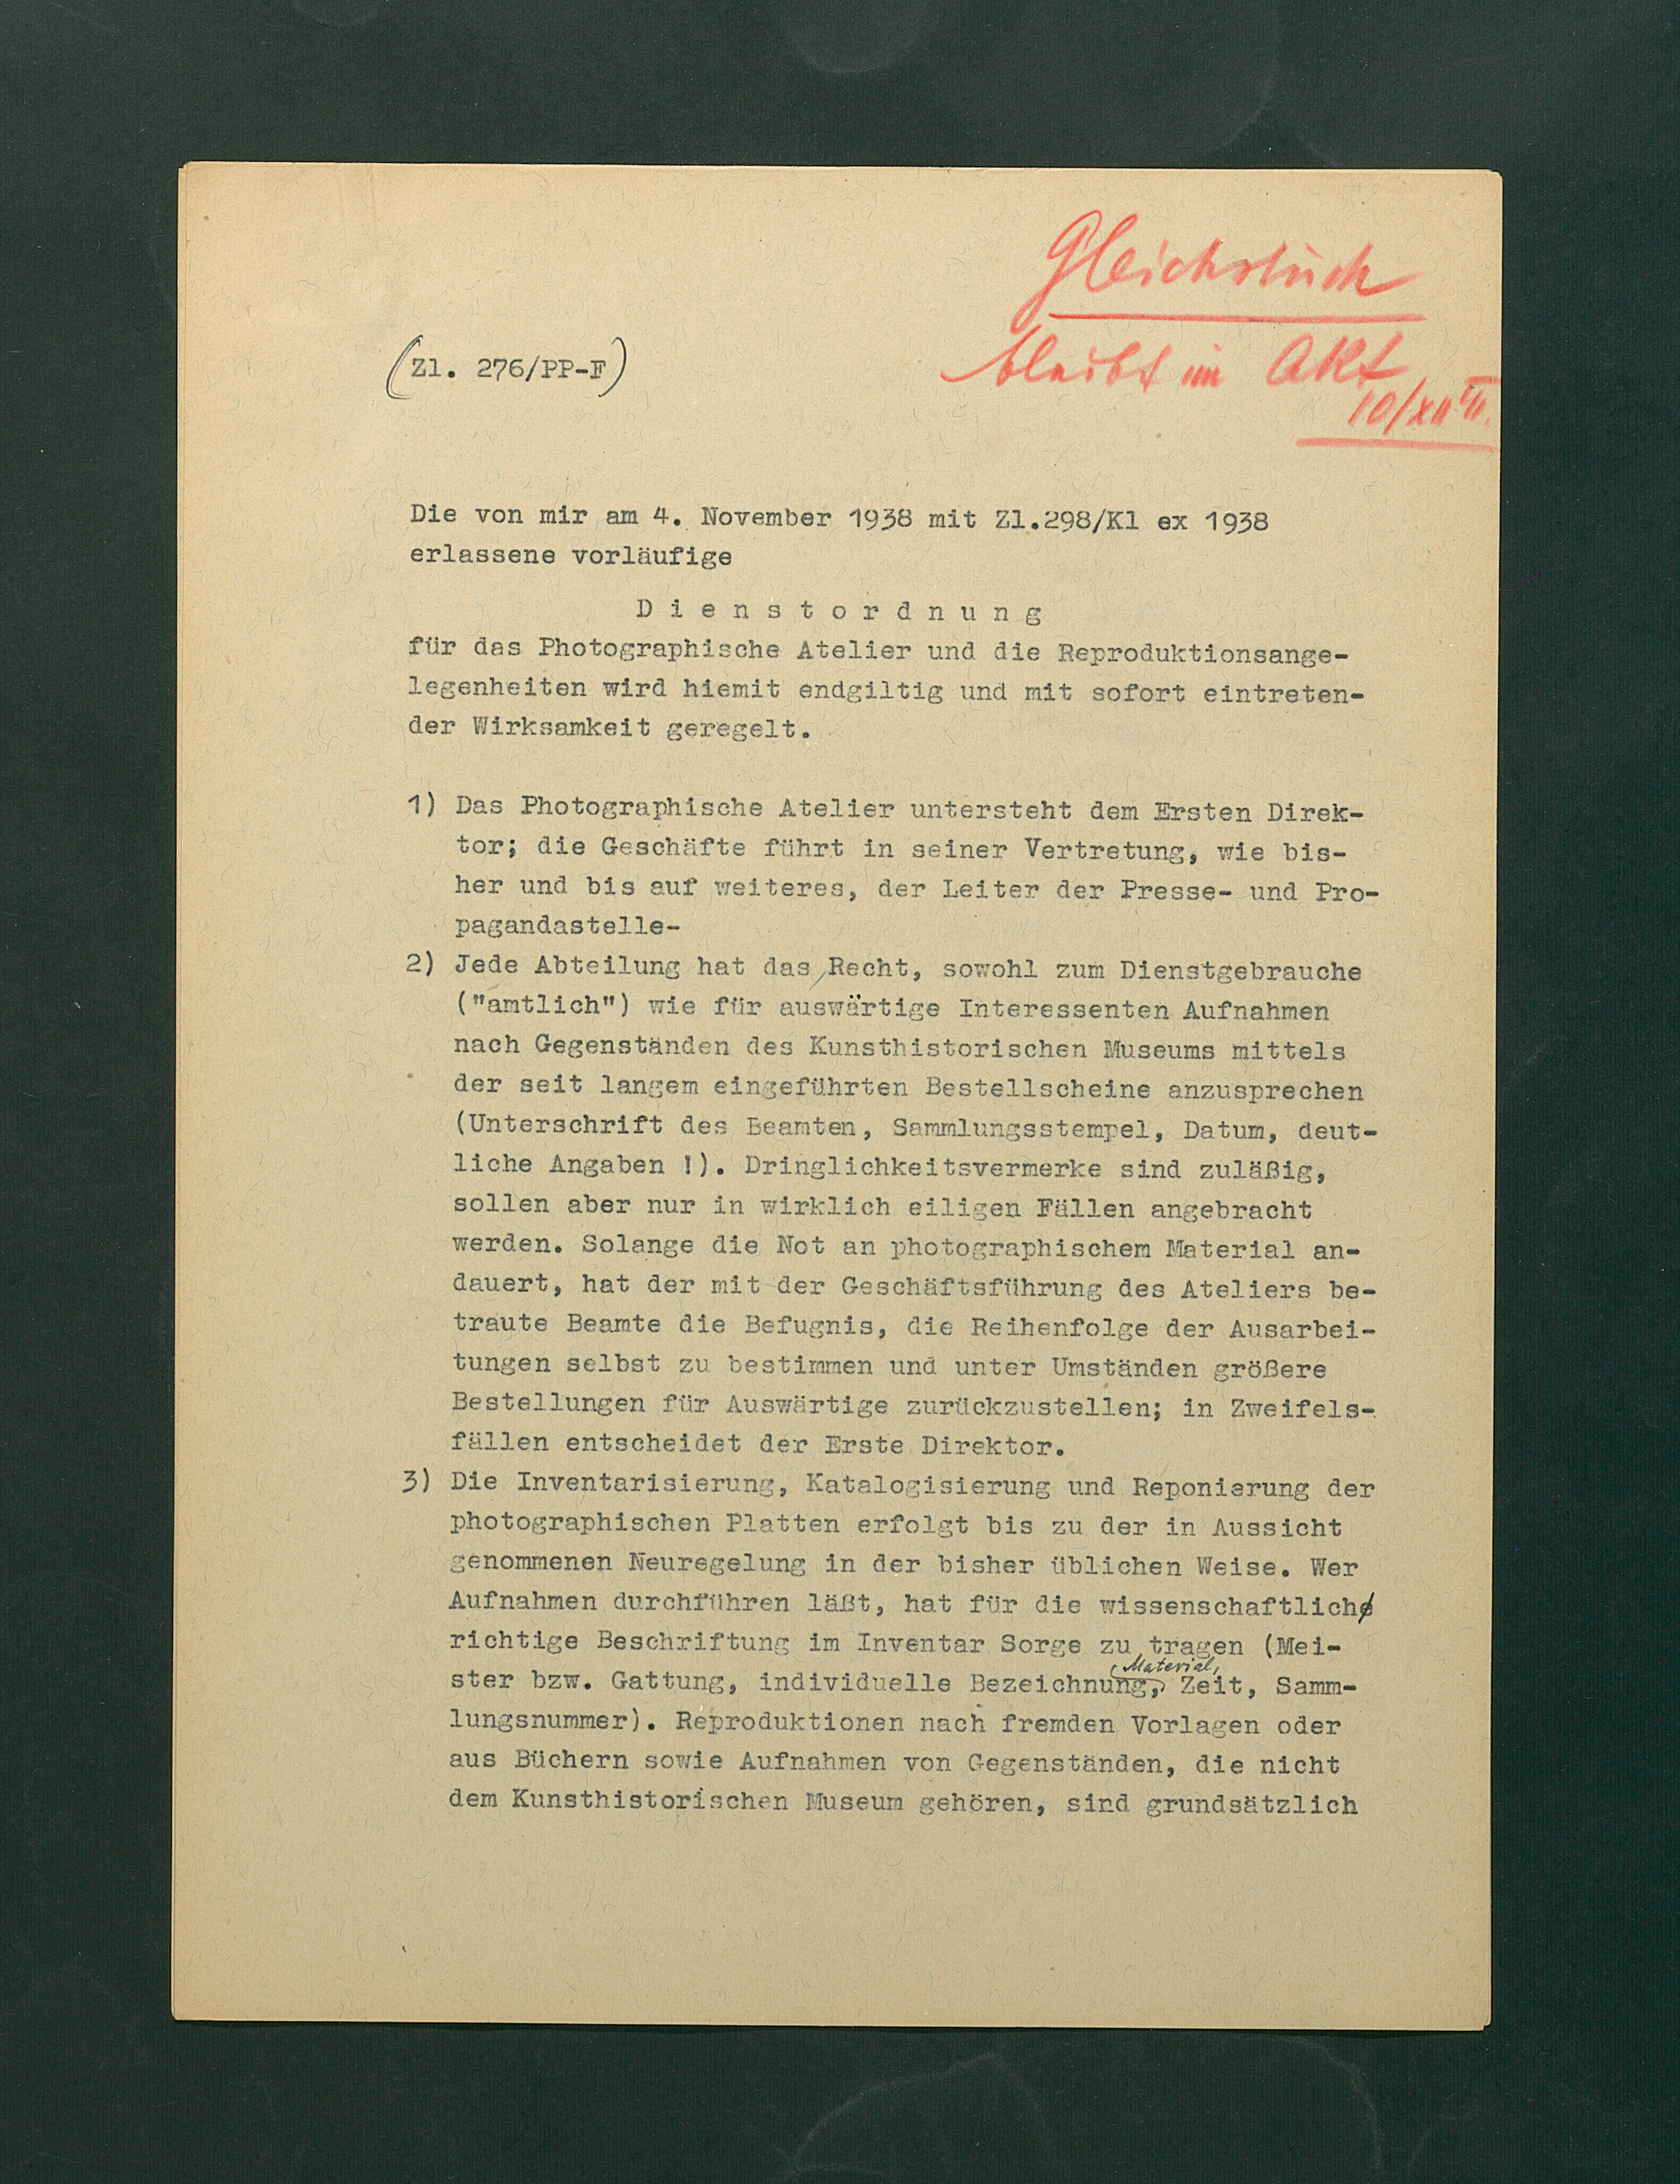 Gleichstück
bleibt im Akt
10/XII
(Zl. 276/PP-F)
Die von mir am 4. November 1938 mit Zl.298/Kl ex 1938
erlassene vorläufige
D i e n s t o r d n u n g
für das Photographische Atelier und die Reproduktionsange-
legenheiten wird hiemit endgiltig und mit sofort eintreten-
der Wirksamkeit geregelt.
1) Das Photographische Atelier untersteht dem Ersten Direk-
tor; die Geschäfte führt in seiner Vertretung, wie bis-
her und bis auf weiteres, der Leiter der Presse- und Pro-
pagandastelle-
2) Jede Abteilung hat das Recht, sowohl zum Dienstgebrauche
("amtlich") wie für auswärtige Interessenten Aufnahmen
nach Gegenständen des Kunsthistorischen Museums mittels
der seit langem eingeführten Bestellscheine anzusprechen
(Unterschrift des Beamten, Sammlungsstempel, Datum, deut-
liche Angaben !). Dringlichkeitsvermerke sind zuläßig,
sollen aber nur in wirklich eiligen Fällen angebracht
werden. Solange die Not an photographischem Material an-
dauert, hat der mit der Geschäftsführung des Ateliers be-
traute Beamte die Befugnis, die Reihenfolge der Ausarbei-
tungen selbst zu bestimmen und unter Umständen größere
Bestellungen für Auswärtige zurückzustellen; in Zweifels-
fällen entscheidet der Erste Direktor.
3) Die Inventarisierung, Katalogisierung und Reponierung der
photographischen Platten erfolgt bis zu der in Aussicht
genommenen Neuregelung in der bisher üblichen Weise. Wer
Aufnahmen durchführen läßt, hat für die wissenschaftlich
richtige Beschriftung im Inventar Sorge zu tragen (Mei-
Material,
ster bzw. Gattung, individuelle Bezeichnung, Zeit, Samm-
lungsnummer). Reproduktionen nach fremden Vorlagen oder
aus Büchern sowie Aufnahmen von Gegenständen, die nicht
dem Kunsthistorischen Museum gehören, sind grundsätzlich